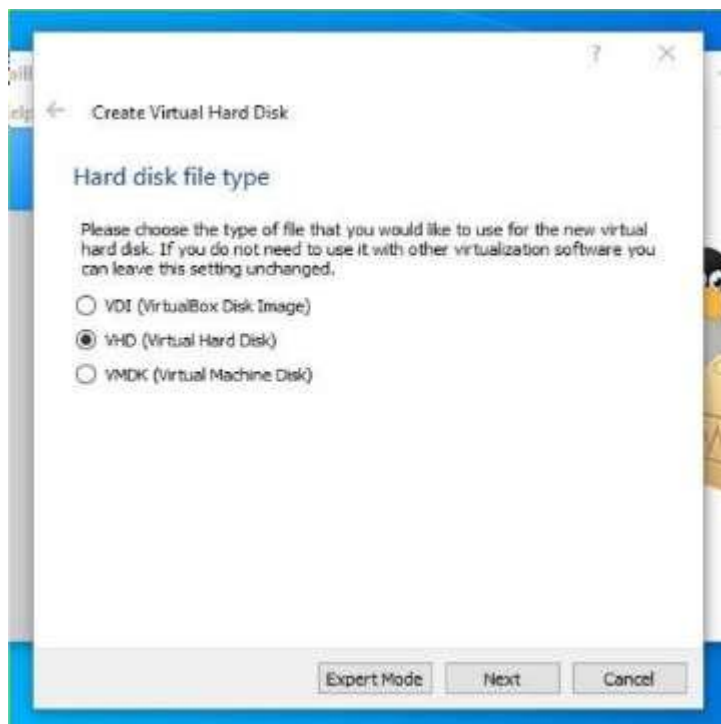 ?
Create Virtual Hard Disk
Hard disk file type
Please choose the type of file that you would like to use for the new virtual
hard disk. If you do not need to use it with other virtualization software you
can leave this setting unchanged.
VDI (VirtualBox Disk Image)
VHD (Virtual Hard Disk)
VMDK (Virtual Machine Disk)
Expert Mode Next Cancel